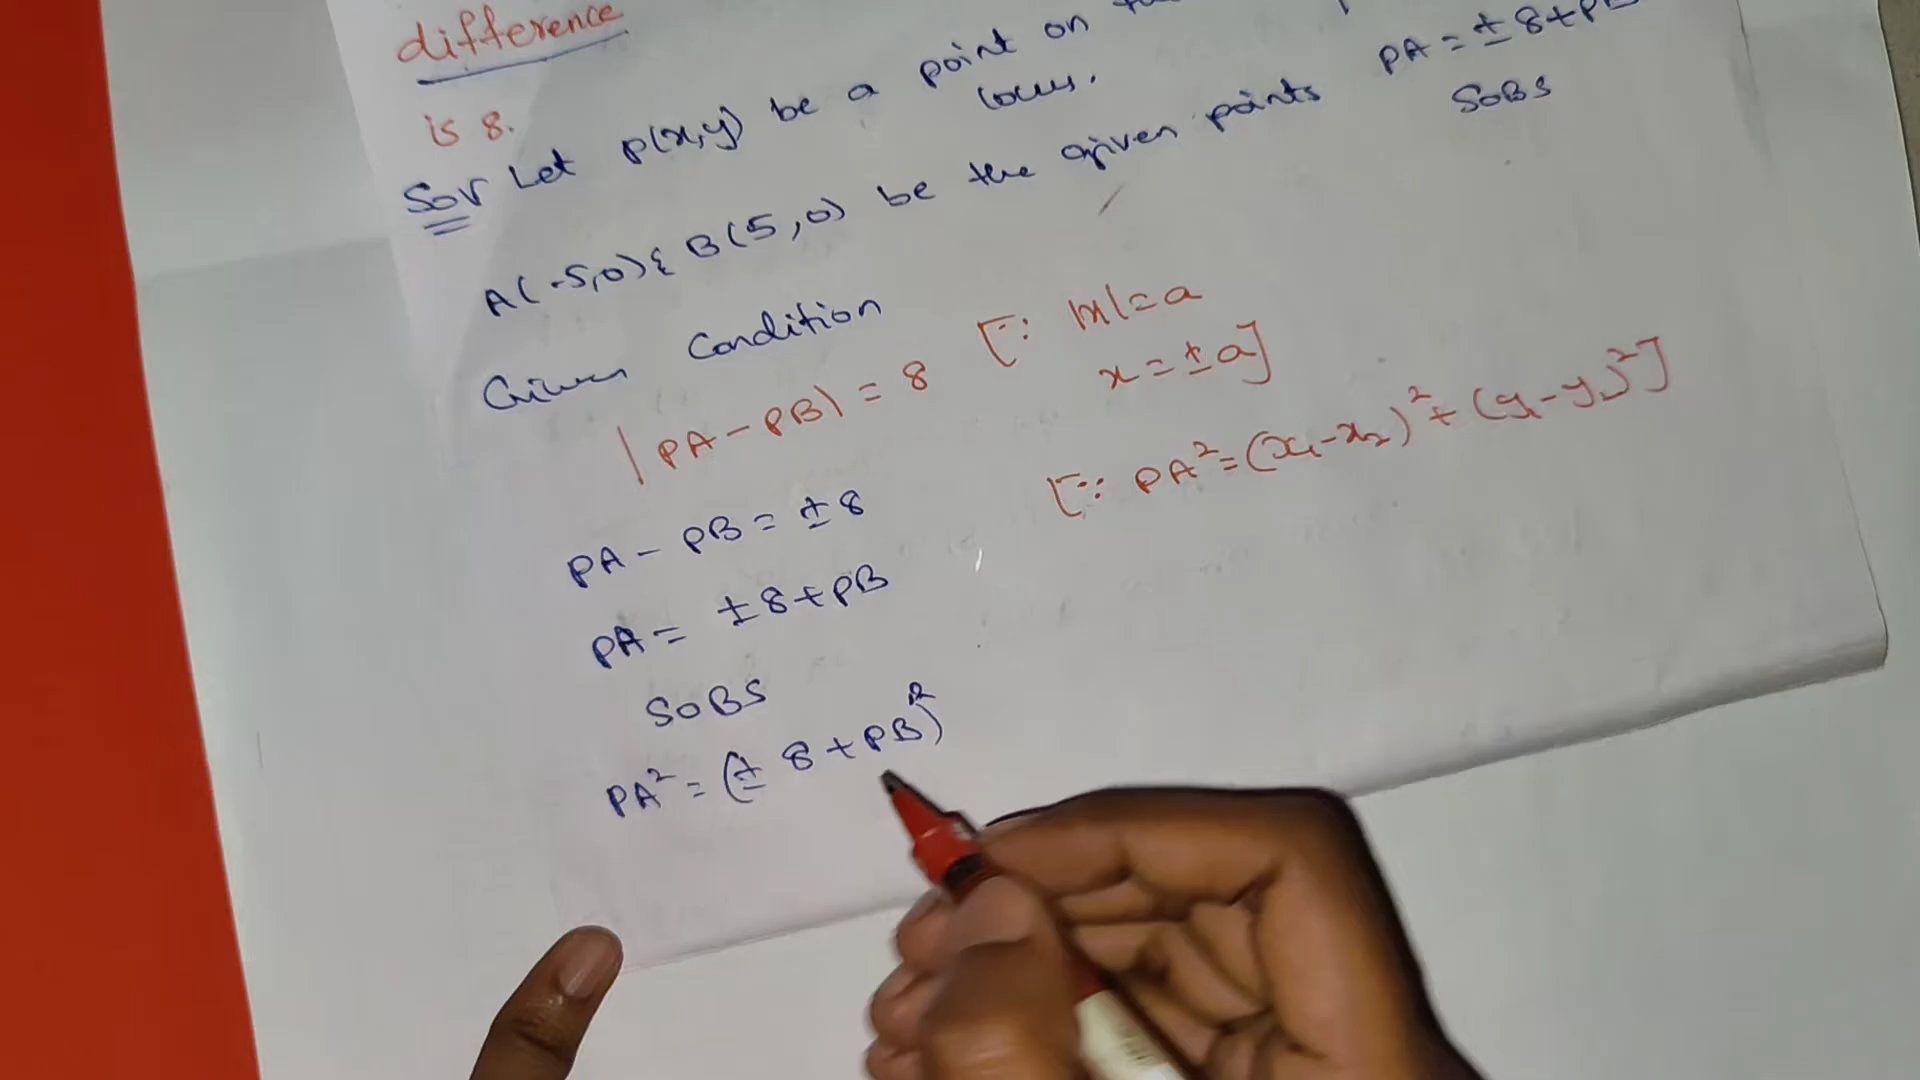 difference
is 8.
Sol Let P(x,y) be a point on the
locus.
PA = ± 8+PB
SOBS
A(-5,0) & B(5,0) be the given points
Given Condition
|PA-PB| = 8 [∵ |x|=a
x = ± a]
[∵ PA² = (x₁-x₂)² + (y₁-y₂)²]
PA - PB = ± 8
PA = ± 8+PB
SOBS
PA² = (± 8+PB)²